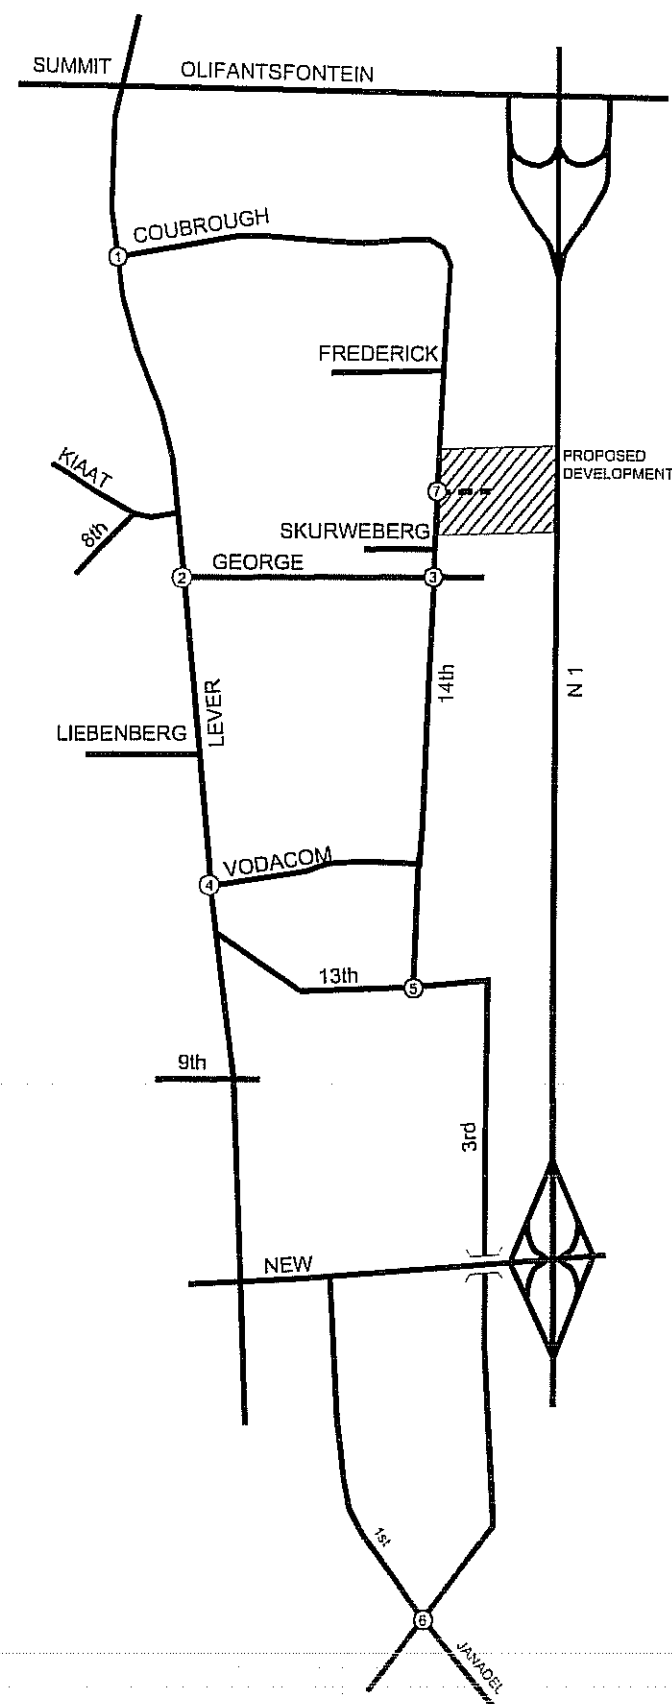 SUMMIT OLIFANTSFONTEIN
COUBROUGH
1
FREDERICK
KIAAT
PROPOSED
DEVELOPMENT
7
8th
SKURWEBERG
GEORGE
2
3
14th
N 1
LEVER
LIEBENBERG
VODACOM
4
13th
5
9th
3rd
NEW
1st
6
JANADEL